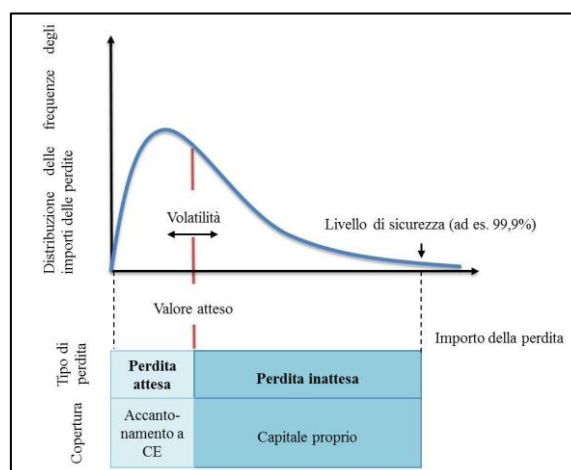 Distribuzione delle frequenze degli
importi delle perdite
Volatilità
Livello di sicurezza (ad es. 99,9%)
Valore atteso
Importo della perdita
Tipo di
perdita
Perdita
attesa
Perdita inattesa
Copertura
Accanto-
namento a
CE
Capitale proprio